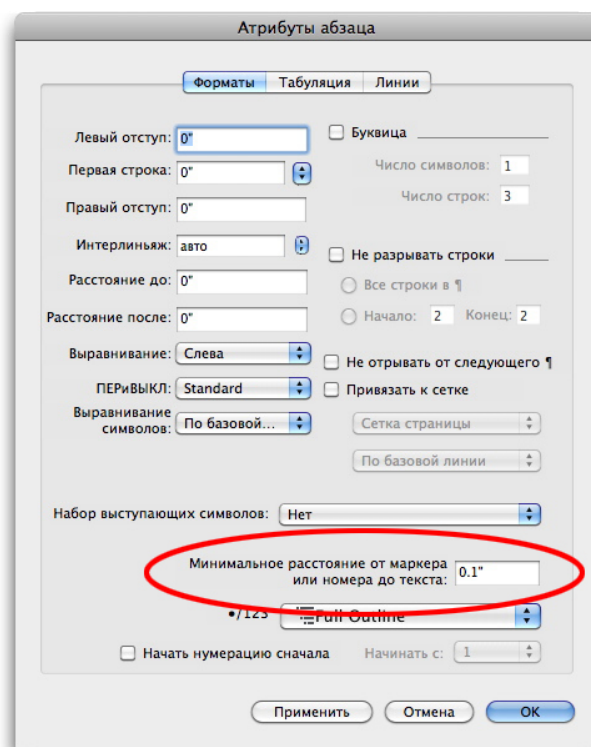 Атрибуты абзаца
Форматы Табуляция Линии
Левый отступ: 0" Буквица
Первая строка: 0" Число символов: 1
Правый отступ: 0" Число строк: 3
Интерлиньяж: авто Не разрывать строки
Расстояние до: 0" Все строки в ¶
Расстояние после: 0" Начало: 2 Конец: 2
Выравнивание: Слева Не отрывать от следующего ¶
ПЕРиВЫКЛ: Standard Привязать к сетке
Выравнивание
символов: По базовой... Сетка страницы
По базовой линии
Набор выступающих символов: Нет
Минимальное расстояние от маркера
или номера до текста: 0.1"
•/123 Full Outline
Начать нумерацию сначала Начинать с: 1
Применить Отмена OK